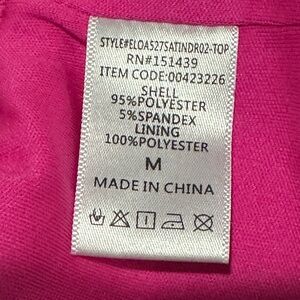 STYLE#ELOA527SATINDR02-TOP
RN#151439
ITEM CODE:00423226
SHELL
95%POLYESTER
5%SPANDEX
LINING
100%POLYESTER
M
MADE IN CHINA